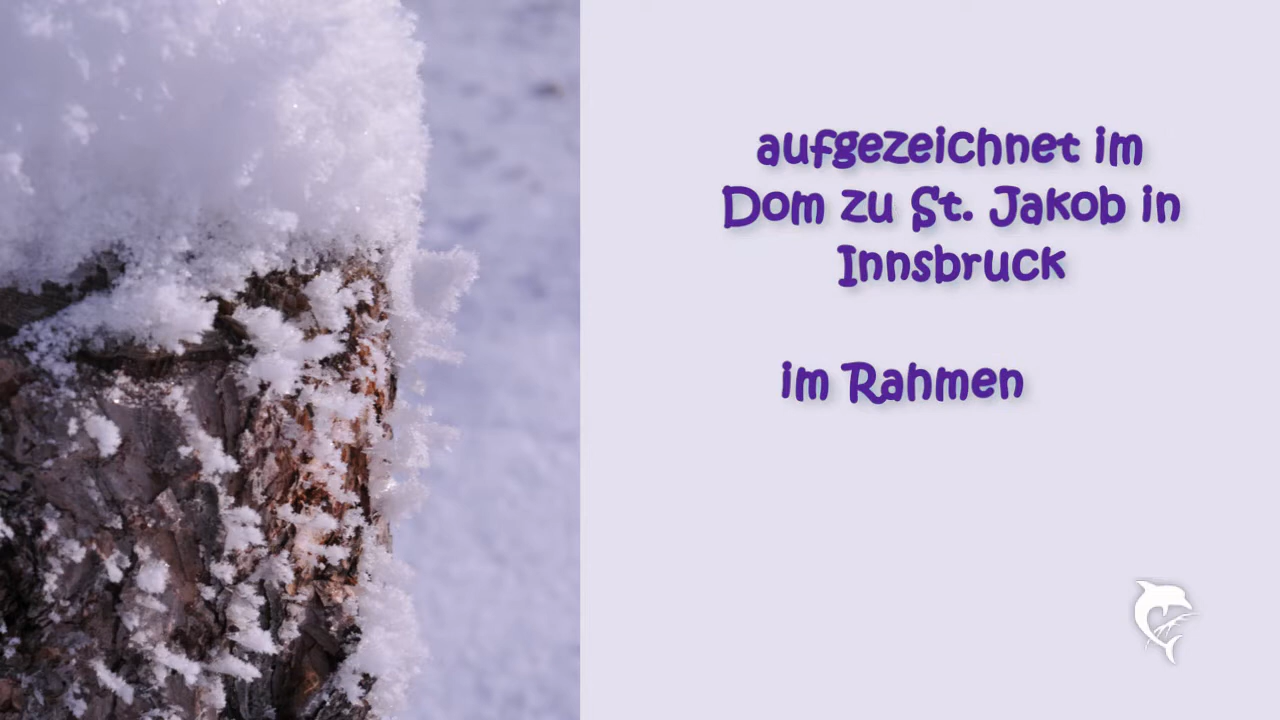 aufgezeichnet im
Dom zu St. Jakob in
Innsbruck
im Rahmen